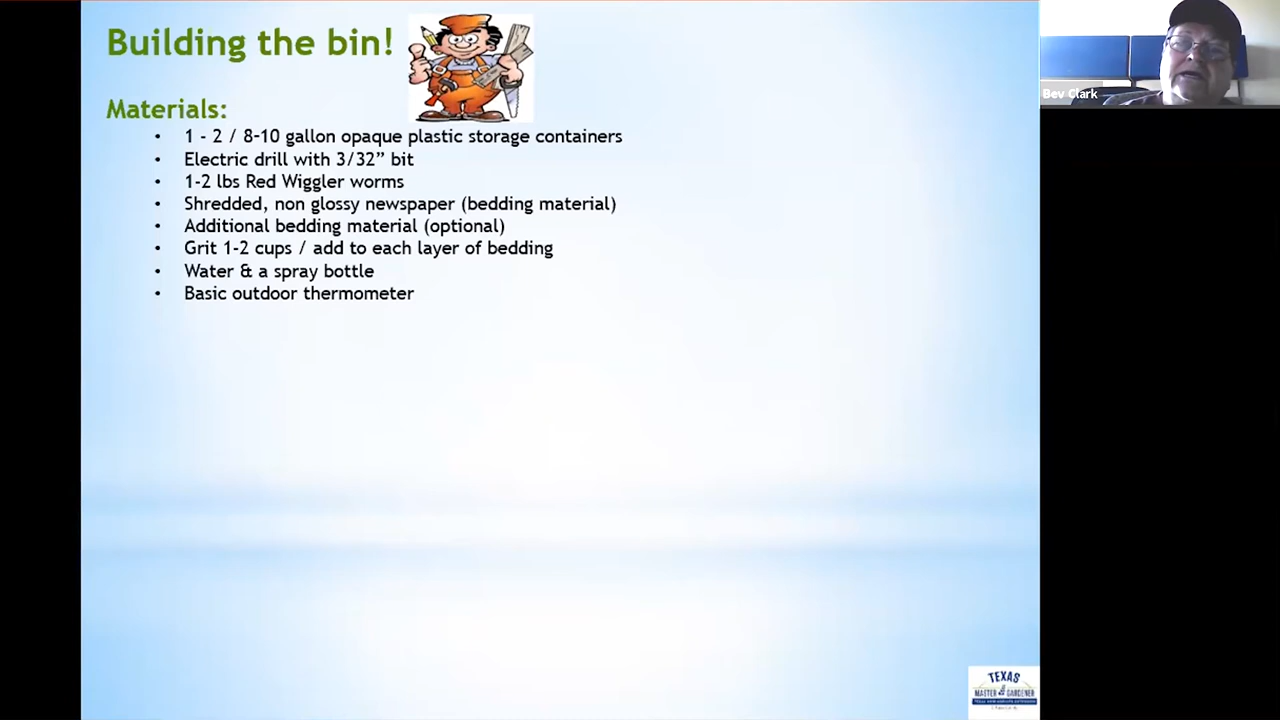 Building the bin!
Materials:
• 1 - 2 / 8-10 gallon opaque plastic storage containers
• Electric drill with 3/32” bit
• 1-2 lbs Red Wiggler worms
• Shredded, non glossy newspaper (bedding material)
• Additional bedding material (optional)
• Grit 1-2 cups / add to each layer of bedding
• Water & a spray bottle
• Basic outdoor thermometer
Bev Clark
TEXAS
MASTER GARDENER